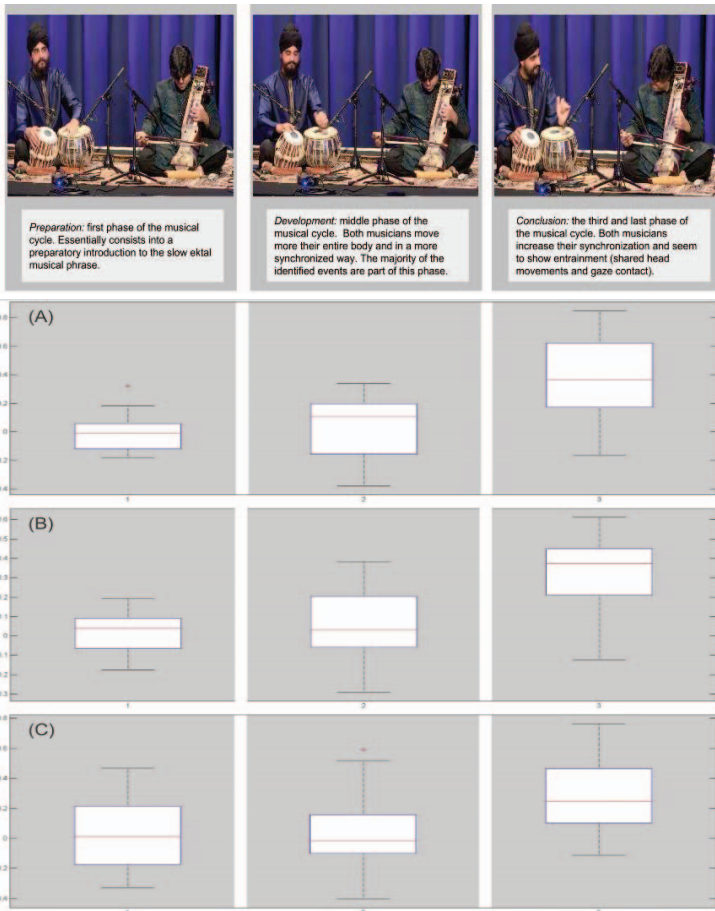 Preparation: first phase of the musical
cycle. Essentially consists into a
preparatory introduction to the slow ektal
musical phrase.
Development: middle phase of the
musical cycle. Both musicians move
more their entire body and in a more
synchronized way. The majority of the
identified events are part of this phase.
Conclusion: the third and last phase of
the musical cycle. Both musicians
increase their synchronization and seem
to show entrainment (shared head
movements and gaze contact).
(A)
0
1
2
3
(B)
0
1
2
3
(C)
0